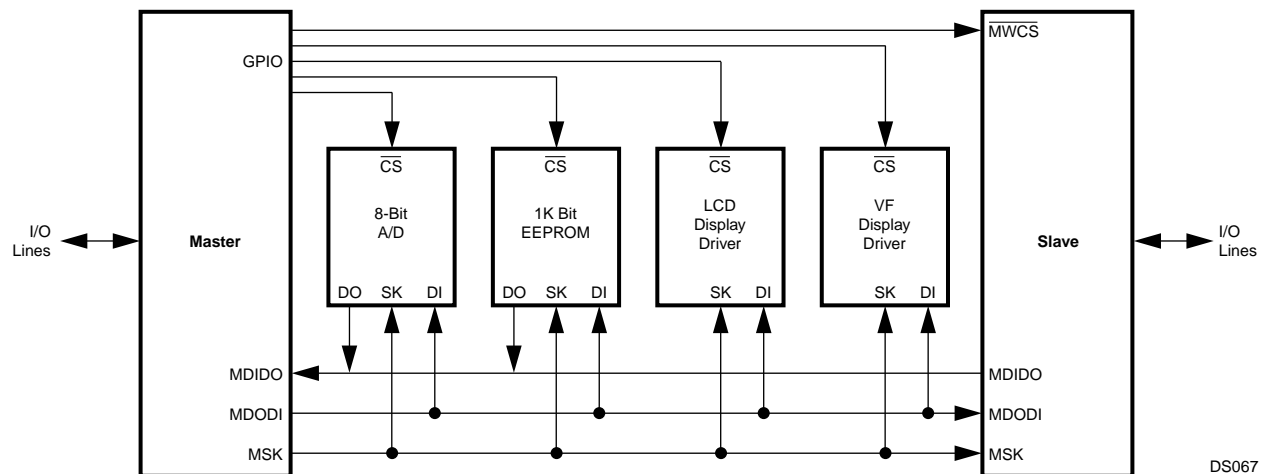 MWCS
GPIO
CS
CS
CS
CS
8-Bit
A/D
1K Bit
EEPROM
LCD
Display
Driver
VF
Display
Driver
I/O
Lines
Master
Slave
I/O
Lines
DO SK DI
DO SK DI
SK DI
SK DI
MDIDO
MDIDO
MDODI
MDODI
MSK
MSK
DS067